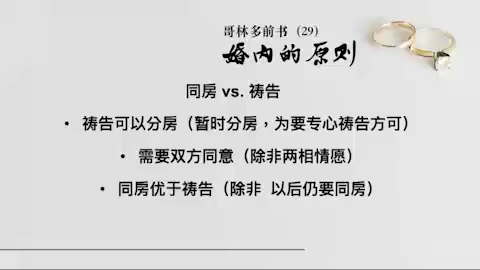 哥林多前书（29）
婚内的原则
同房 vs. 祷告
• 祷告可以分房（暂时分房，为要专心祷告方可）
• 需要双方同意（除非两相情愿）
• 同房优于祷告（除非 以后仍要同房）